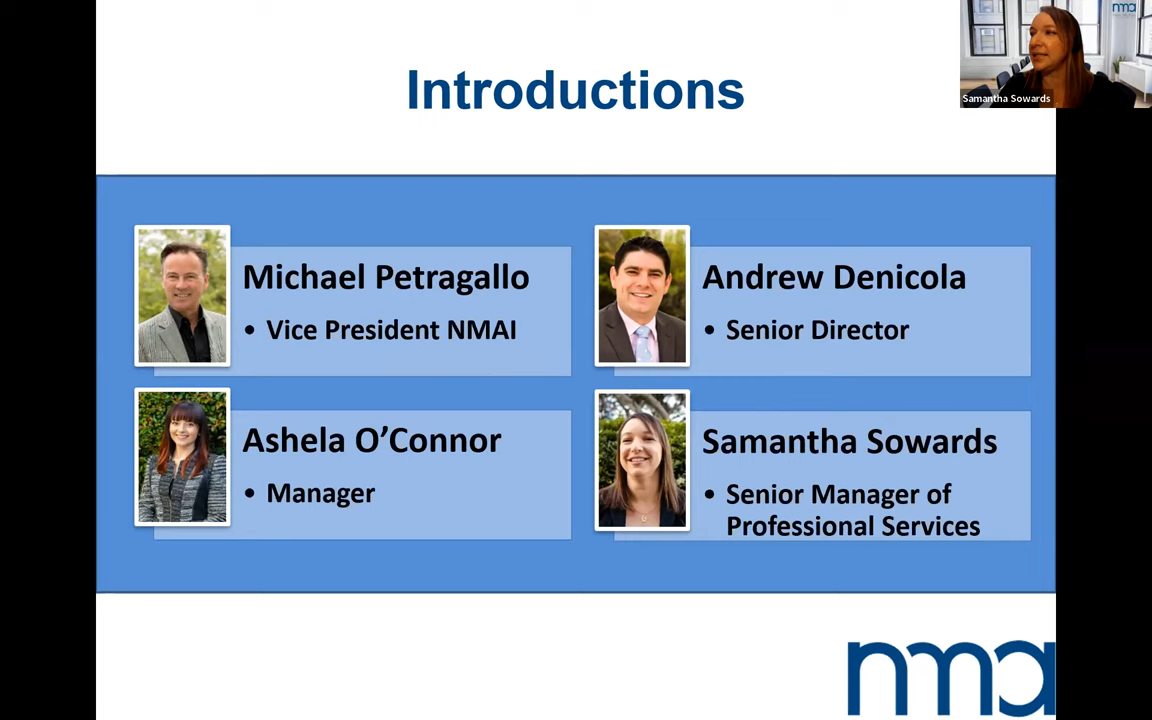 Introductions
nma
Samantha Sowards
Michael Petragallo
• Vice President NMAI
Andrew Denicola
• Senior Director
Ashela O’Connor
• Manager
Samantha Sowards
• Senior Manager of
Professional Services
nma